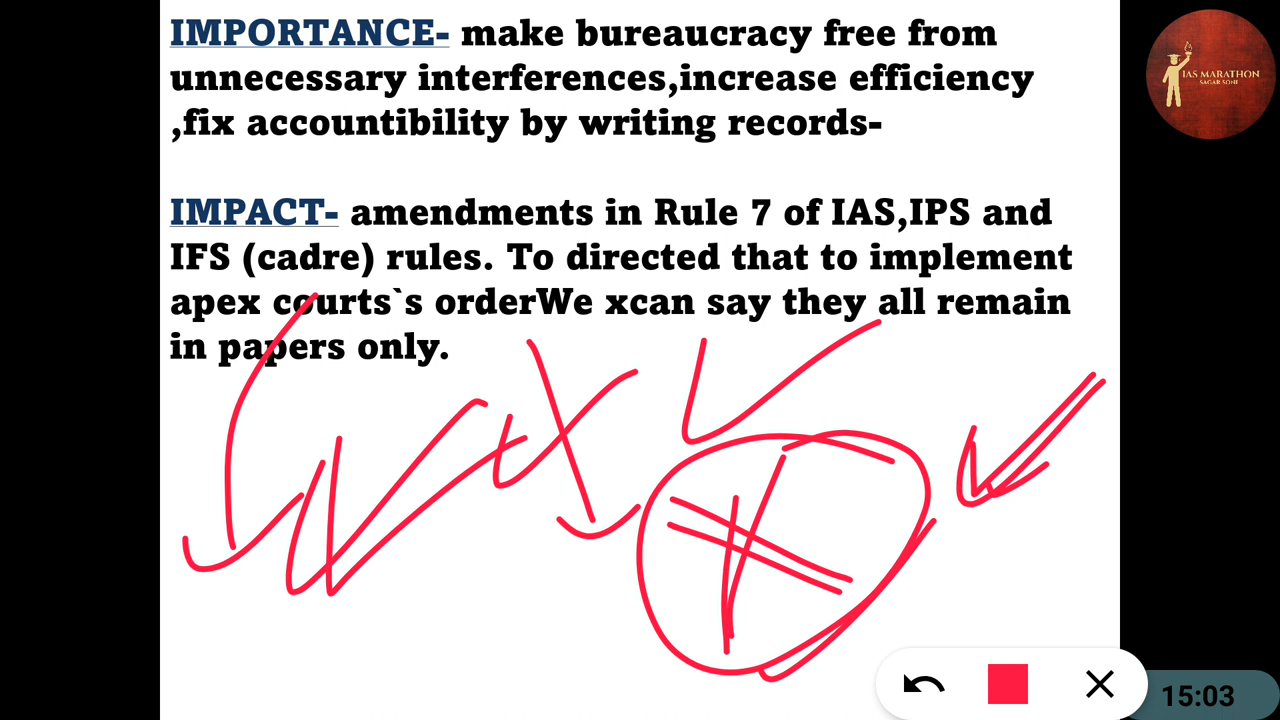 IMPORTANCE- make bureaucracy free from
unnecessary interferences,increase efficiency
,fix accountibility by writing records-
IMPACT- amendments in Rule 7 of IAS,IPS and
IFS (cadre) rules. To directed that to implement
apex courts`s orderWe xcan say they all remain
in papers only.
IAS MARATHON
SAGAR SONI
15:03